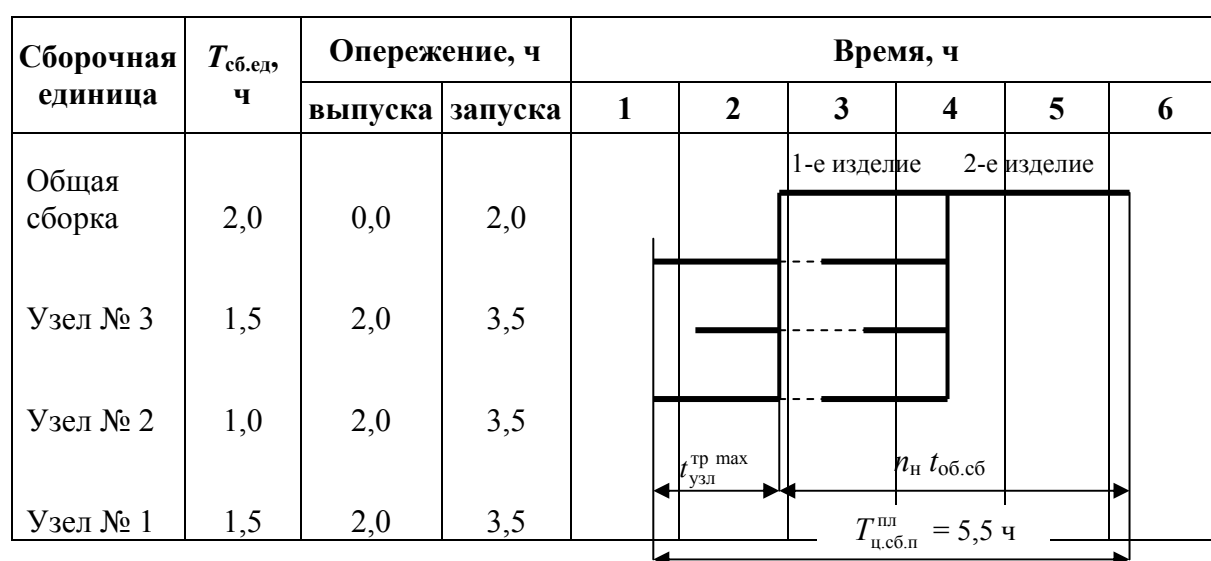 Сборочная единица Tсб.ед, ч Опережение, ч Время, ч
выпуска запуска 1 2 3 4 5 6
1-е изделие 2-е изделие
Общая сборка 2,0 0,0 2,0
Узел № 3 1,5 2,0 3,5
Узел № 2 1,0 2,0 3,5
t узл тр max nн tоб.сб
Узел № 1 1,5 2,0 3,5
T ц.сб.п пл = 5,5 ч